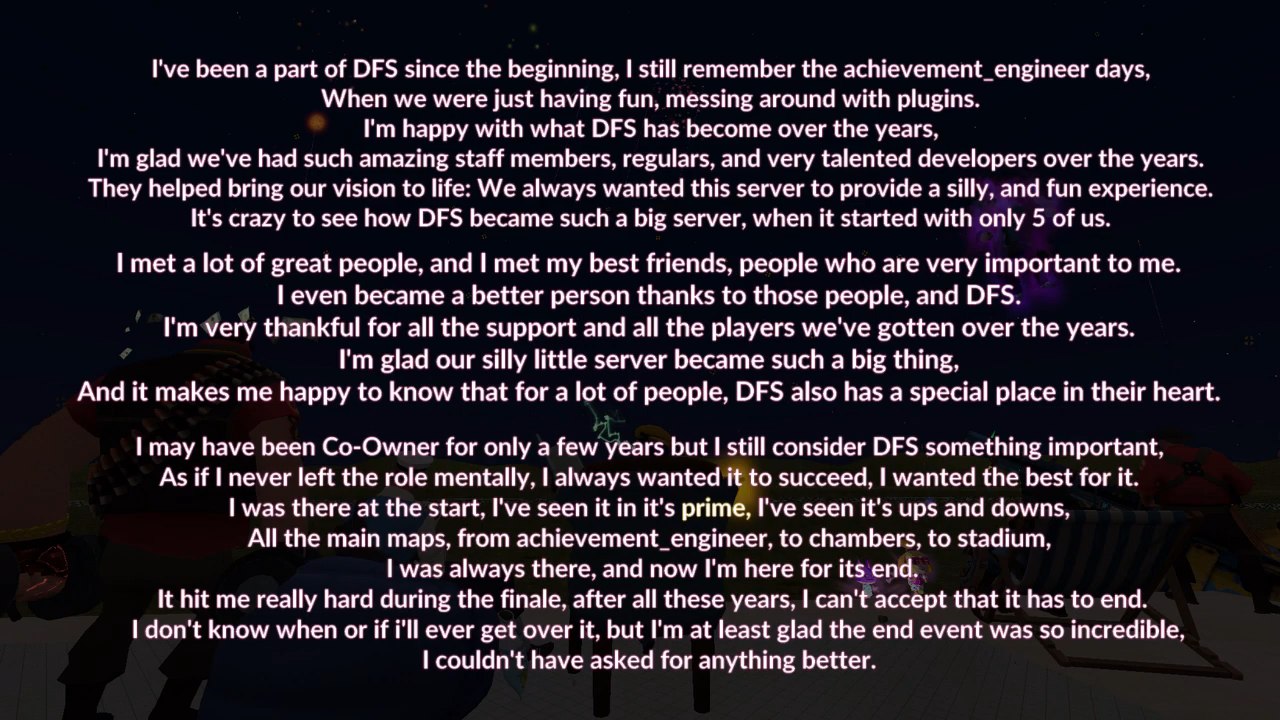 I've been a part of DFS since the beginning, I still remember the achievement_engineer days,
When we were just having fun, messing around with plugins.
I'm happy with what DFS has become over the years,
I'm glad we've had such amazing staff members, regulars, and very talented developers over the years.
They helped bring our vision to life: We always wanted this server to provide a silly, and fun experience.
It's crazy to see how DFS became such a big server, when it started with only 5 of us.
I met a lot of great people, and I met my best friends, people who are very important to me.
I even became a better person thanks to those people, and DFS.
I'm very thankful for all the support and all the players we've gotten over the years.
I'm glad our silly little server became such a big thing,
And it makes me happy to know that for a lot of people, DFS also has a special place in their heart.
I may have been Co-Owner for only a few years but I still consider DFS something important,
As if I never left the role mentally, I always wanted it to succeed, I wanted the best for it.
I was there at the start, I've seen it in it's prime, I've seen it's ups and downs,
All the main maps, from achievement_engineer, to chambers, to stadium,
I was always there, and now I'm here for its end.
It hit me really hard during the finale, after all these years, I can't accept that it has to end.
I don't know when or if i'll ever get over it, but I'm at least glad the end event was so incredible,
I couldn't have asked for anything better.